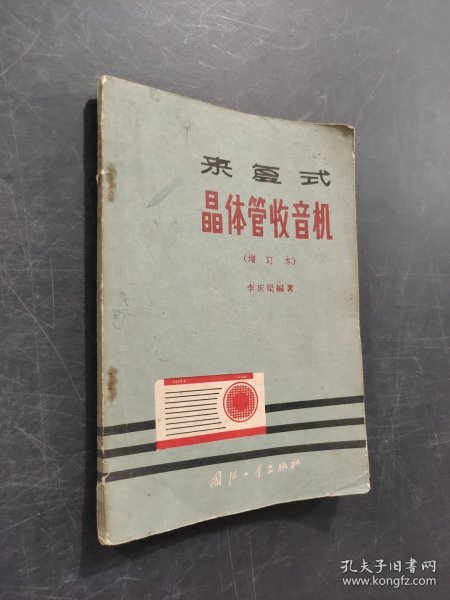 来复式
晶体管收音机
(增订本)
李庆梁编著
国防工业出版社
孔夫子旧书网
www.kongfz.com